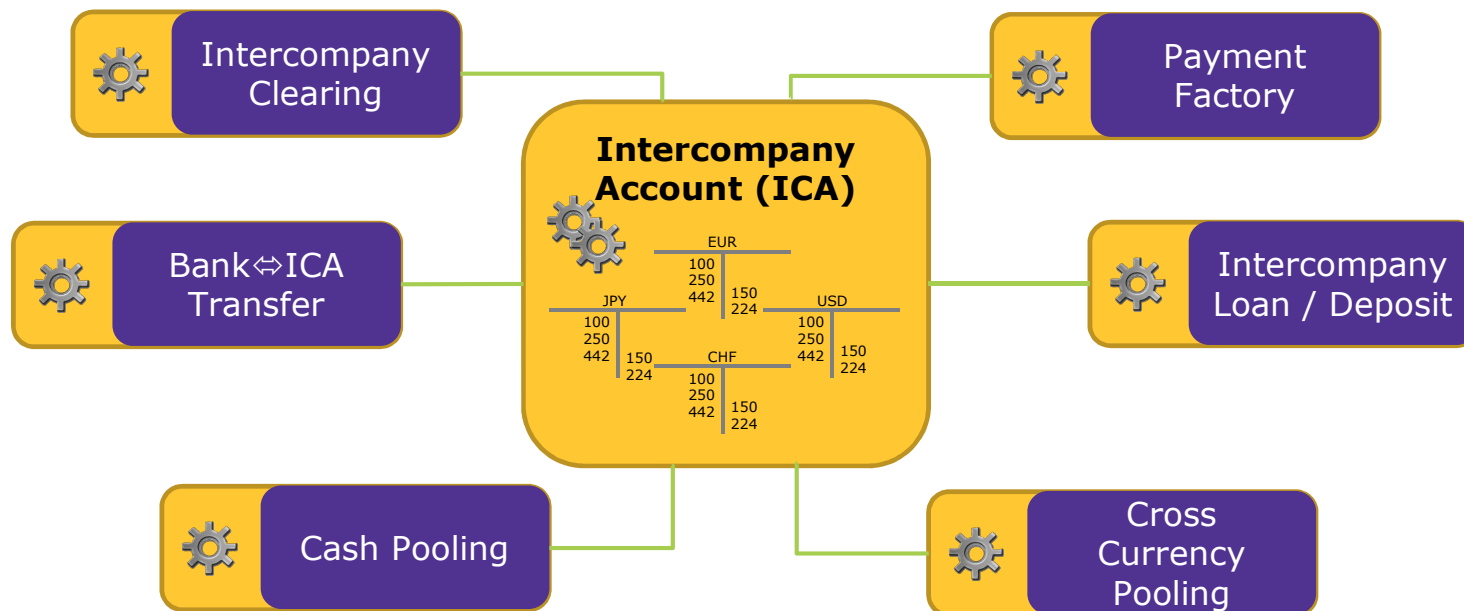 Intercompany
Clearing
Payment
Factory
Intercompany
Account (ICA)
Bank⇔ICA
Transfer
Intercompany
Loan / Deposit
EUR
100
250
442
150
224
JPY
100
250
442
150
224
USD
100
250
442
150
224
CHF
100
250
442
150
224
Cash Pooling
Cross
Currency
Pooling